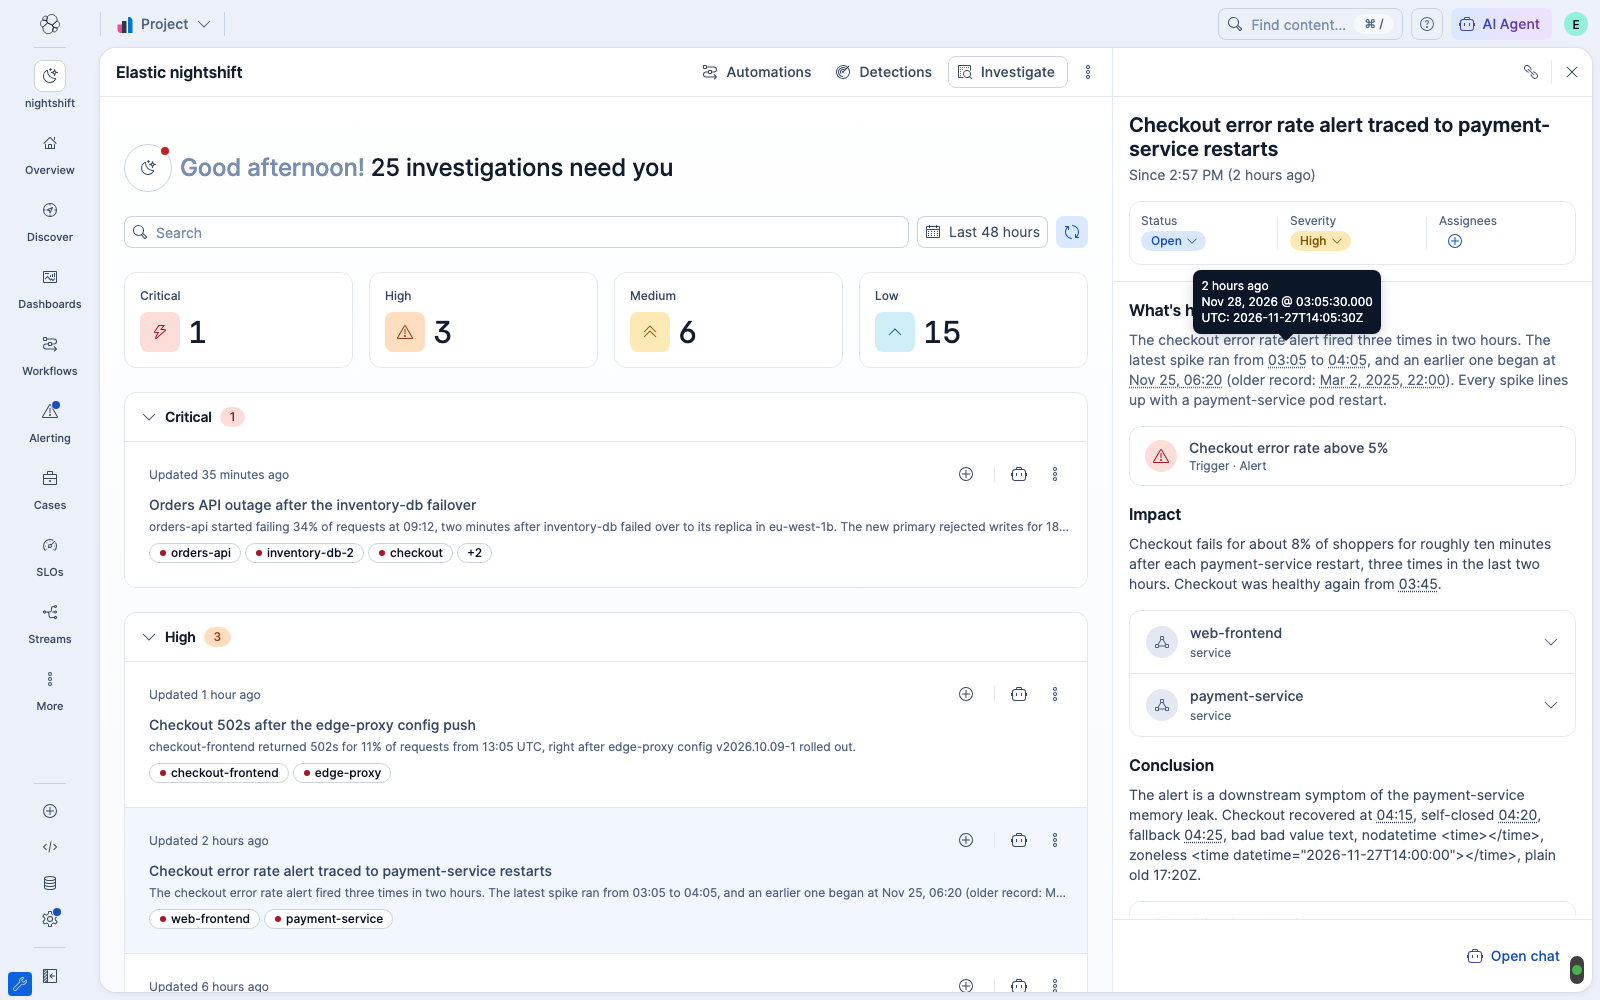 Project
Find content...
⌘ /
AI Agent
E
nightshift
Overview
Discover
Dashboards
Workflows
Alerting
Cases
SLOs
Streams
More
Elastic nightshift
Automations
Detections
Investigate
Good afternoon! 25 investigations need you
Search
Last 48 hours
Critical
1
High
3
Medium
6
Low
15
Critical 1
Updated 35 minutes ago
Orders API outage after the inventory-db failover
orders-api started failing 34% of requests at 09:12, two minutes after inventory-db failed over to its replica in eu-west-1b. The new primary rejected writes for 18...
orders-api
inventory-db-2
checkout
+2
High 3
Updated 1 hour ago
Checkout 502s after the edge-proxy config push
checkout-frontend returned 502s for 11% of requests from 13:05 UTC, right after edge-proxy config v2026.10.09-1 rolled out.
checkout-frontend
edge-proxy
Updated 2 hours ago
Checkout error rate alert traced to payment-service restarts
The checkout error rate alert fired three times in two hours. The latest spike ran from 03:05 to 04:05, and an earlier one began at Nov 25, 06:20 (older record: M...
web-frontend
payment-service
Updated 6 hours ago
Checkout error rate alert traced to payment-
service restarts
Since 2:57 PM (2 hours ago)
Status
Open
Severity
High
Assignees
2 hours ago
Nov 28, 2026 @ 03:05:30.000
UTC: 2026-11-27T14:05:30Z
What's h
The checkout error rate alert fired three times in two hours. The
latest spike ran from 03:05 to 04:05, and an earlier one began at
Nov 25, 06:20 (older record: Mar 2, 2025, 22:00). Every spike lines
up with a payment-service pod restart.
Checkout error rate above 5%
Trigger · Alert
Impact
Checkout fails for about 8% of shoppers for roughly ten minutes
after each payment-service restart, three times in the last two
hours. Checkout was healthy again from 03:45.
web-frontend
service
payment-service
service
Conclusion
The alert is a downstream symptom of the payment-service
memory leak. Checkout recovered at 04:15, self-closed 04:20,
fallback 04:25, bad bad value text, nodatetime <time></time>,
zoneless <time datetime="2026-11-27T14:00:00"></time>, plain
old 17:20Z.
Open chat